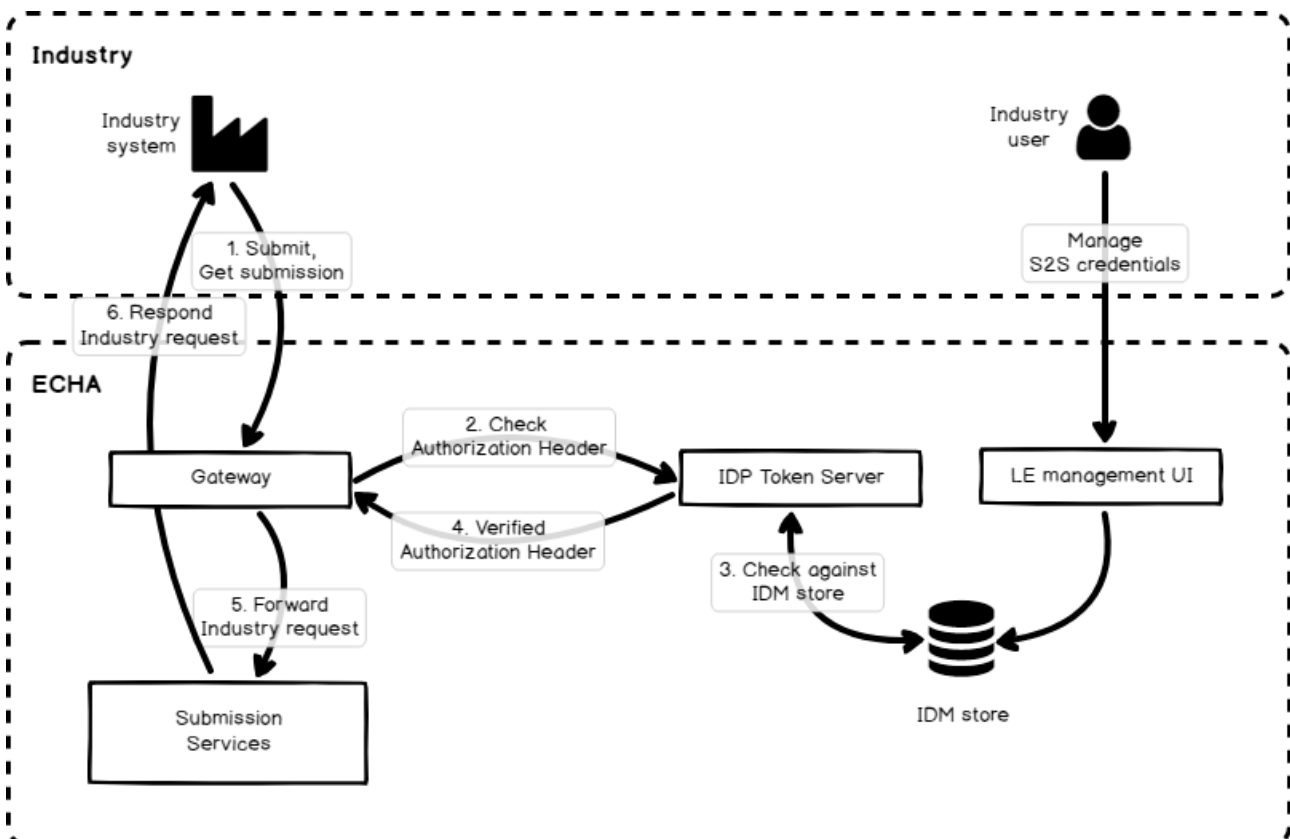 Industry
Industry
system
Industry
user
1. Submit,
Get submission
Manage
S2S credentials
6. Respond
Industry request
ECHA
2. Check
Authorization Header
Gateway
IDP Token Server
LE management UI
4. Verified
Authorization Header
3. Check against
IDM store
5. Forward
Industry request
Submission
Services
IDM store